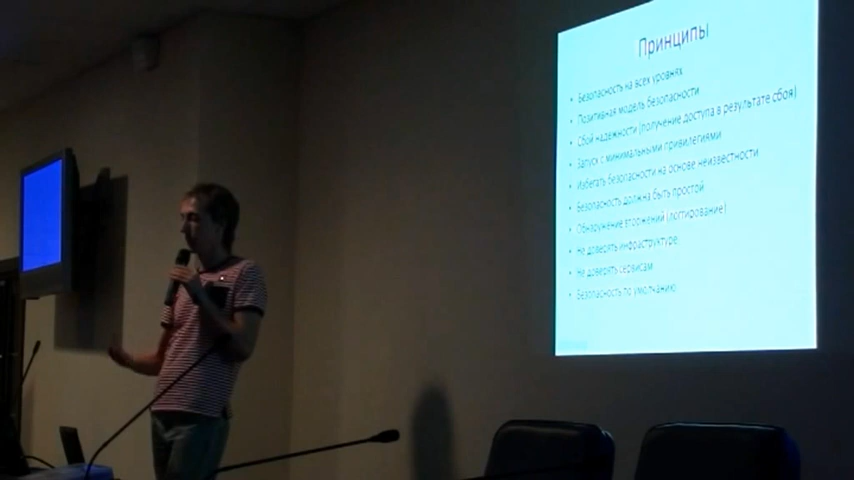 Принципы
• Безопасность на всех уровнях
• Позитивная модель безопасности
• Сбой надежности (получение доступа в результате сбоя)
• Запуск с минимальными привилегиями
• Избегать безопасности на основе неизвестности
• Безопасность должна быть простой
• Обнаружение вторжений (логгирование)
• Не доверять инфраструктуре
• Не доверять сервисам
• Безопасность по умолчанию